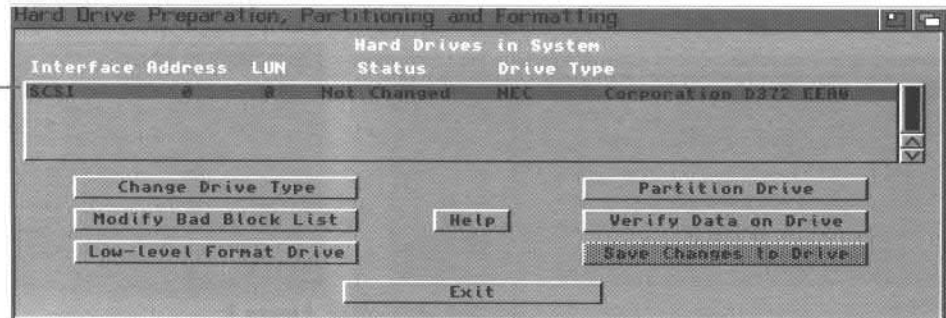 Hard Drive Preparation, Partitioning and Formatting
Hard Drives in System
Interface Address LUN Status Drive Type
SCSI 0 0 Not Changed NEC Corporation D372
Change Drive Type
Partition Drive
Modify Bad Block List
Help
Verify Data on Drive
Low-level Format Drive
Save Changes to Drive
Exit